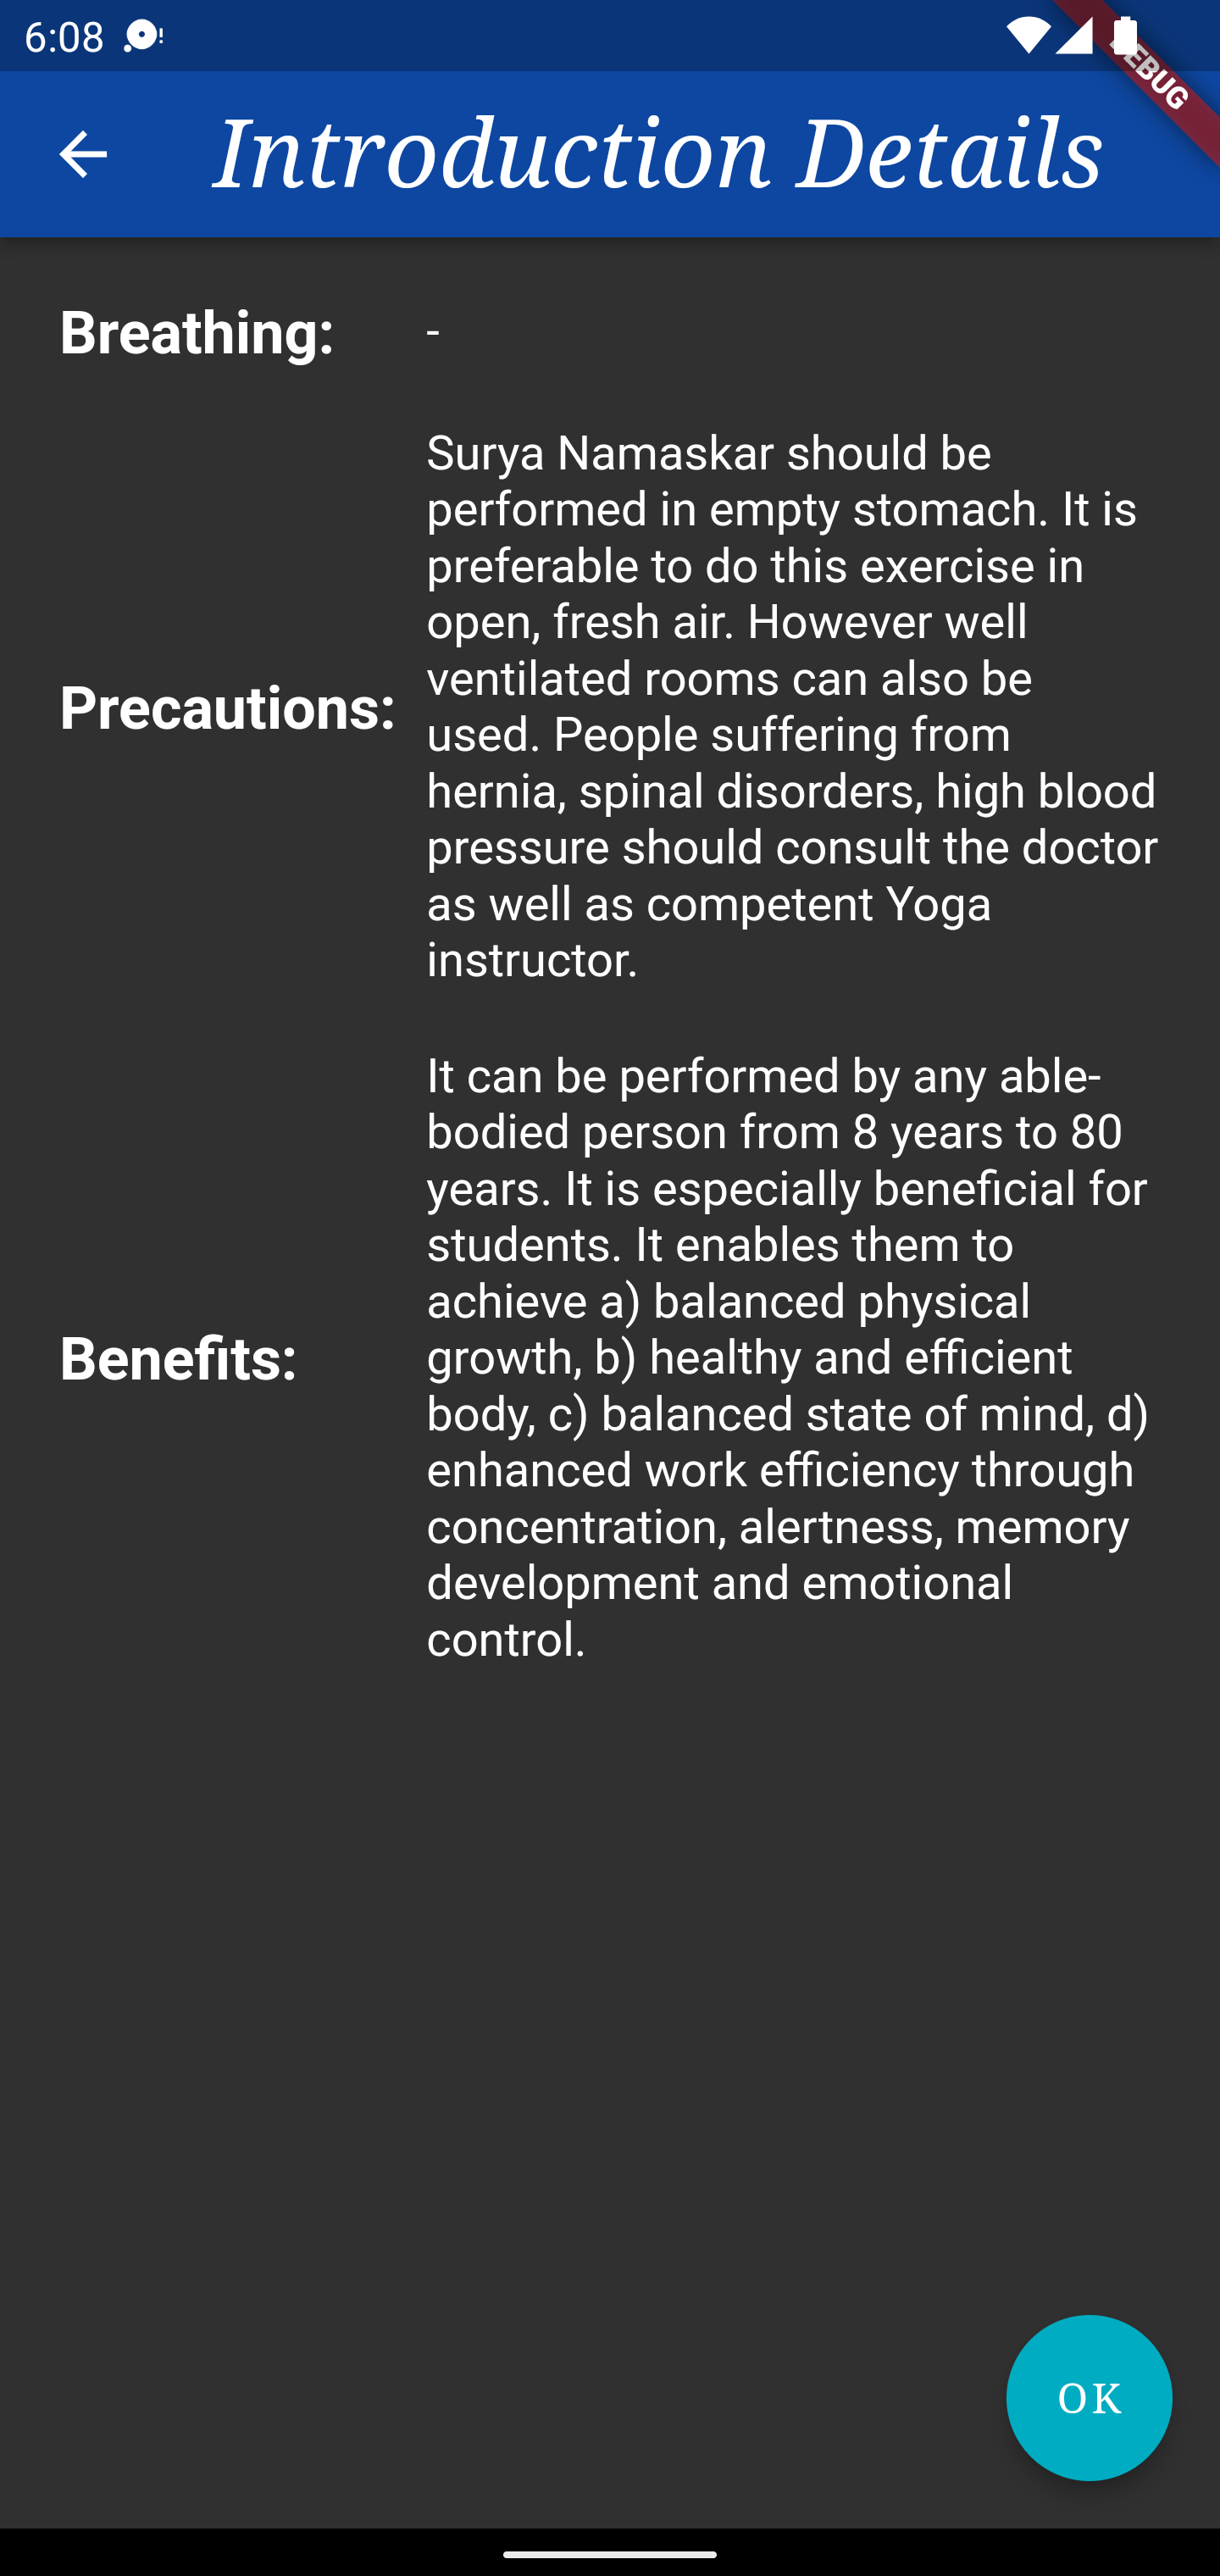 6:08
DEBUG
Introduction Details
Breathing: -
Precautions:
Surya Namaskar should be
performed in empty stomach. It is
preferable to do this exercise in
open, fresh air. However well
ventilated rooms can also be
used. People suffering from
hernia, spinal disorders, high blood
pressure should consult the doctor
as well as competent Yoga
instructor.
Benefits:
It can be performed by any able-
bodied person from 8 years to 80
years. It is especially beneficial for
students. It enables them to
achieve a) balanced physical
growth, b) healthy and efficient
body, c) balanced state of mind, d)
enhanced work efficiency through
concentration, alertness, memory
development and emotional
control.
OK